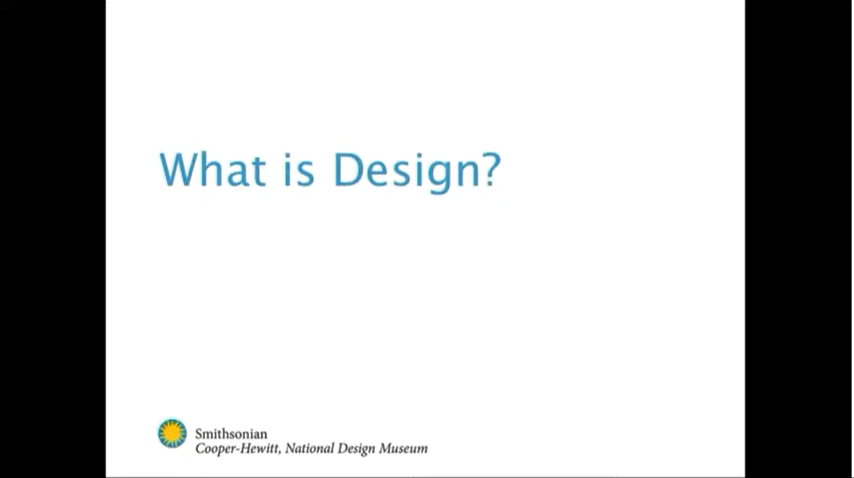 What is Design?
Smithsonian
Cooper-Hewitt, National Design Museum